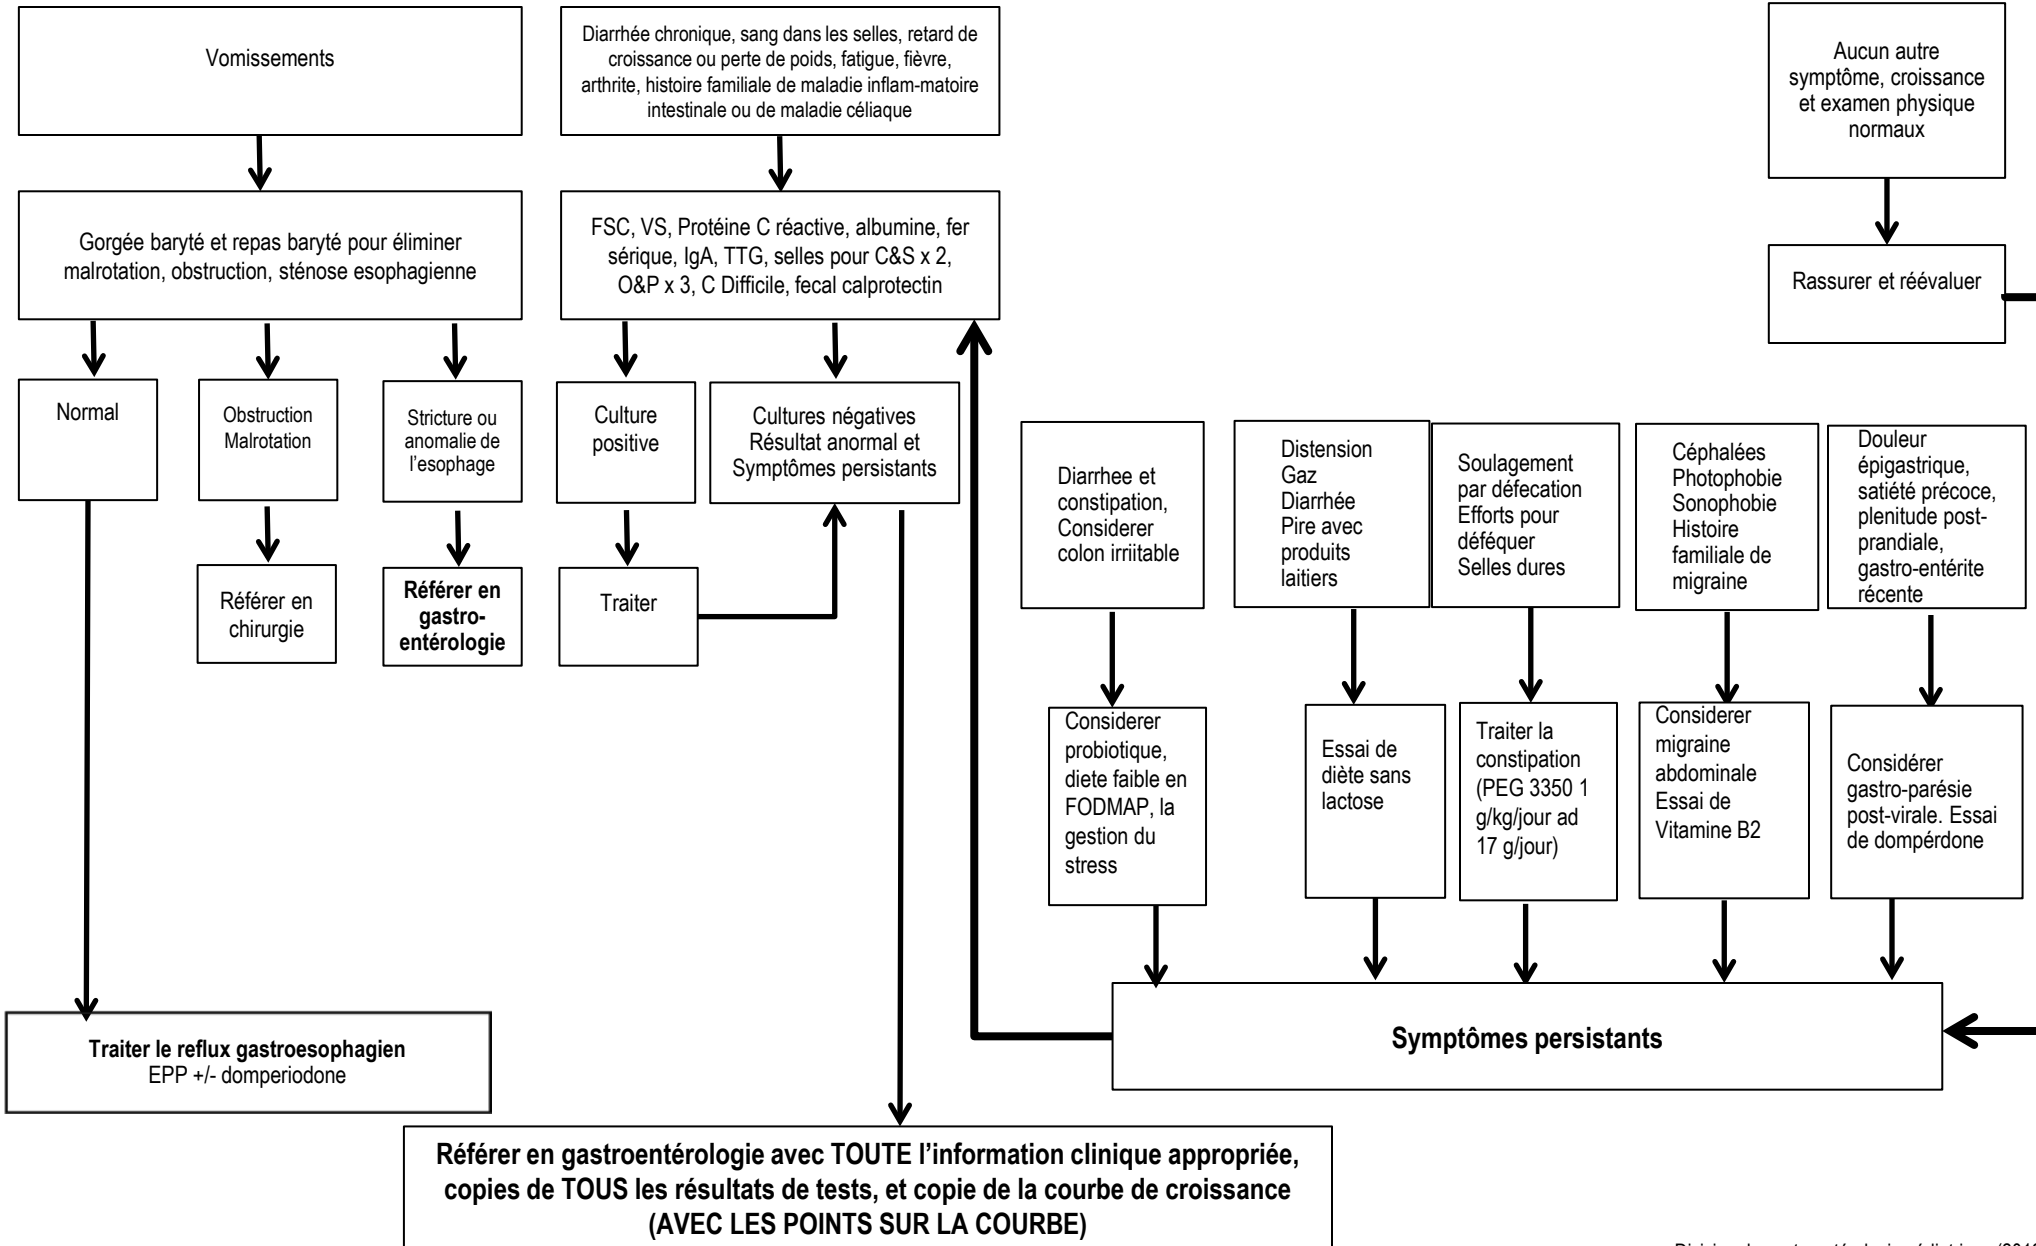 Vomissements
Diarrhée chronique, sang dans les selles, retard de
croissance ou perte de poids, fatigue, fièvre,
arthrite, histoire familiale de maladie inflam-matoire
intestinale ou de maladie céliaque
Aucun autre
symptôme, croissance
et examen physique
normaux
Gorgée baryté et repas baryté pour éliminer
malrotation, obstruction, sténose esophagienne
FSC, VS, Protéine C réactive, albumine, fer
sérique, IgA, TTG, selles pour C&S x 2,
O&P x 3, C Difficile, fecal calprotectin
Rassurer et réévaluer
Normal
Obstruction
Malrotation
Stricture ou
anomalie de
l'esophage
Culture
positive
Cultures négatives
Résultat anormal et
Symptômes persistants
Diarrhee et
constipation,
Considerer
colon irriitable
Distension
Gaz
Diarrhée
Pire avec
produits
laitiers
Soulagement
par défecation
Efforts pour
déféquer
Selles dures
Céphalées
Photophobie
Sonophobie
Histoire
familiale de
migraine
Douleur
épigastrique,
satiété précoce,
plenitude post-
prandiale,
gastro-entérite
récente
Référer en
chirurgie
Référer en
gastro-
entérologie
Traiter
Considerer
probiotique,
diete faible en
FODMAP, la
gestion du
stress
Essai de
diète sans
lactose
Traiter la
constipation
(PEG 3350 1
g/kg/jour ad
17 g/jour)
Considerer
migraine
abdominale
Essai de
Vitamine B2
Considérer
gastro-parésie
post-virale. Essai
de dompérdone
Symptômes persistants
Traiter le reflux gastroesophagien
EPP +/- domperiodone
Référer en gastroentérologie avec TOUTE l'information clinique appropriée,
copies de TOUS les résultats de tests, et copie de la courbe de croissance
(AVEC LES POINTS SUR LA COURBE)